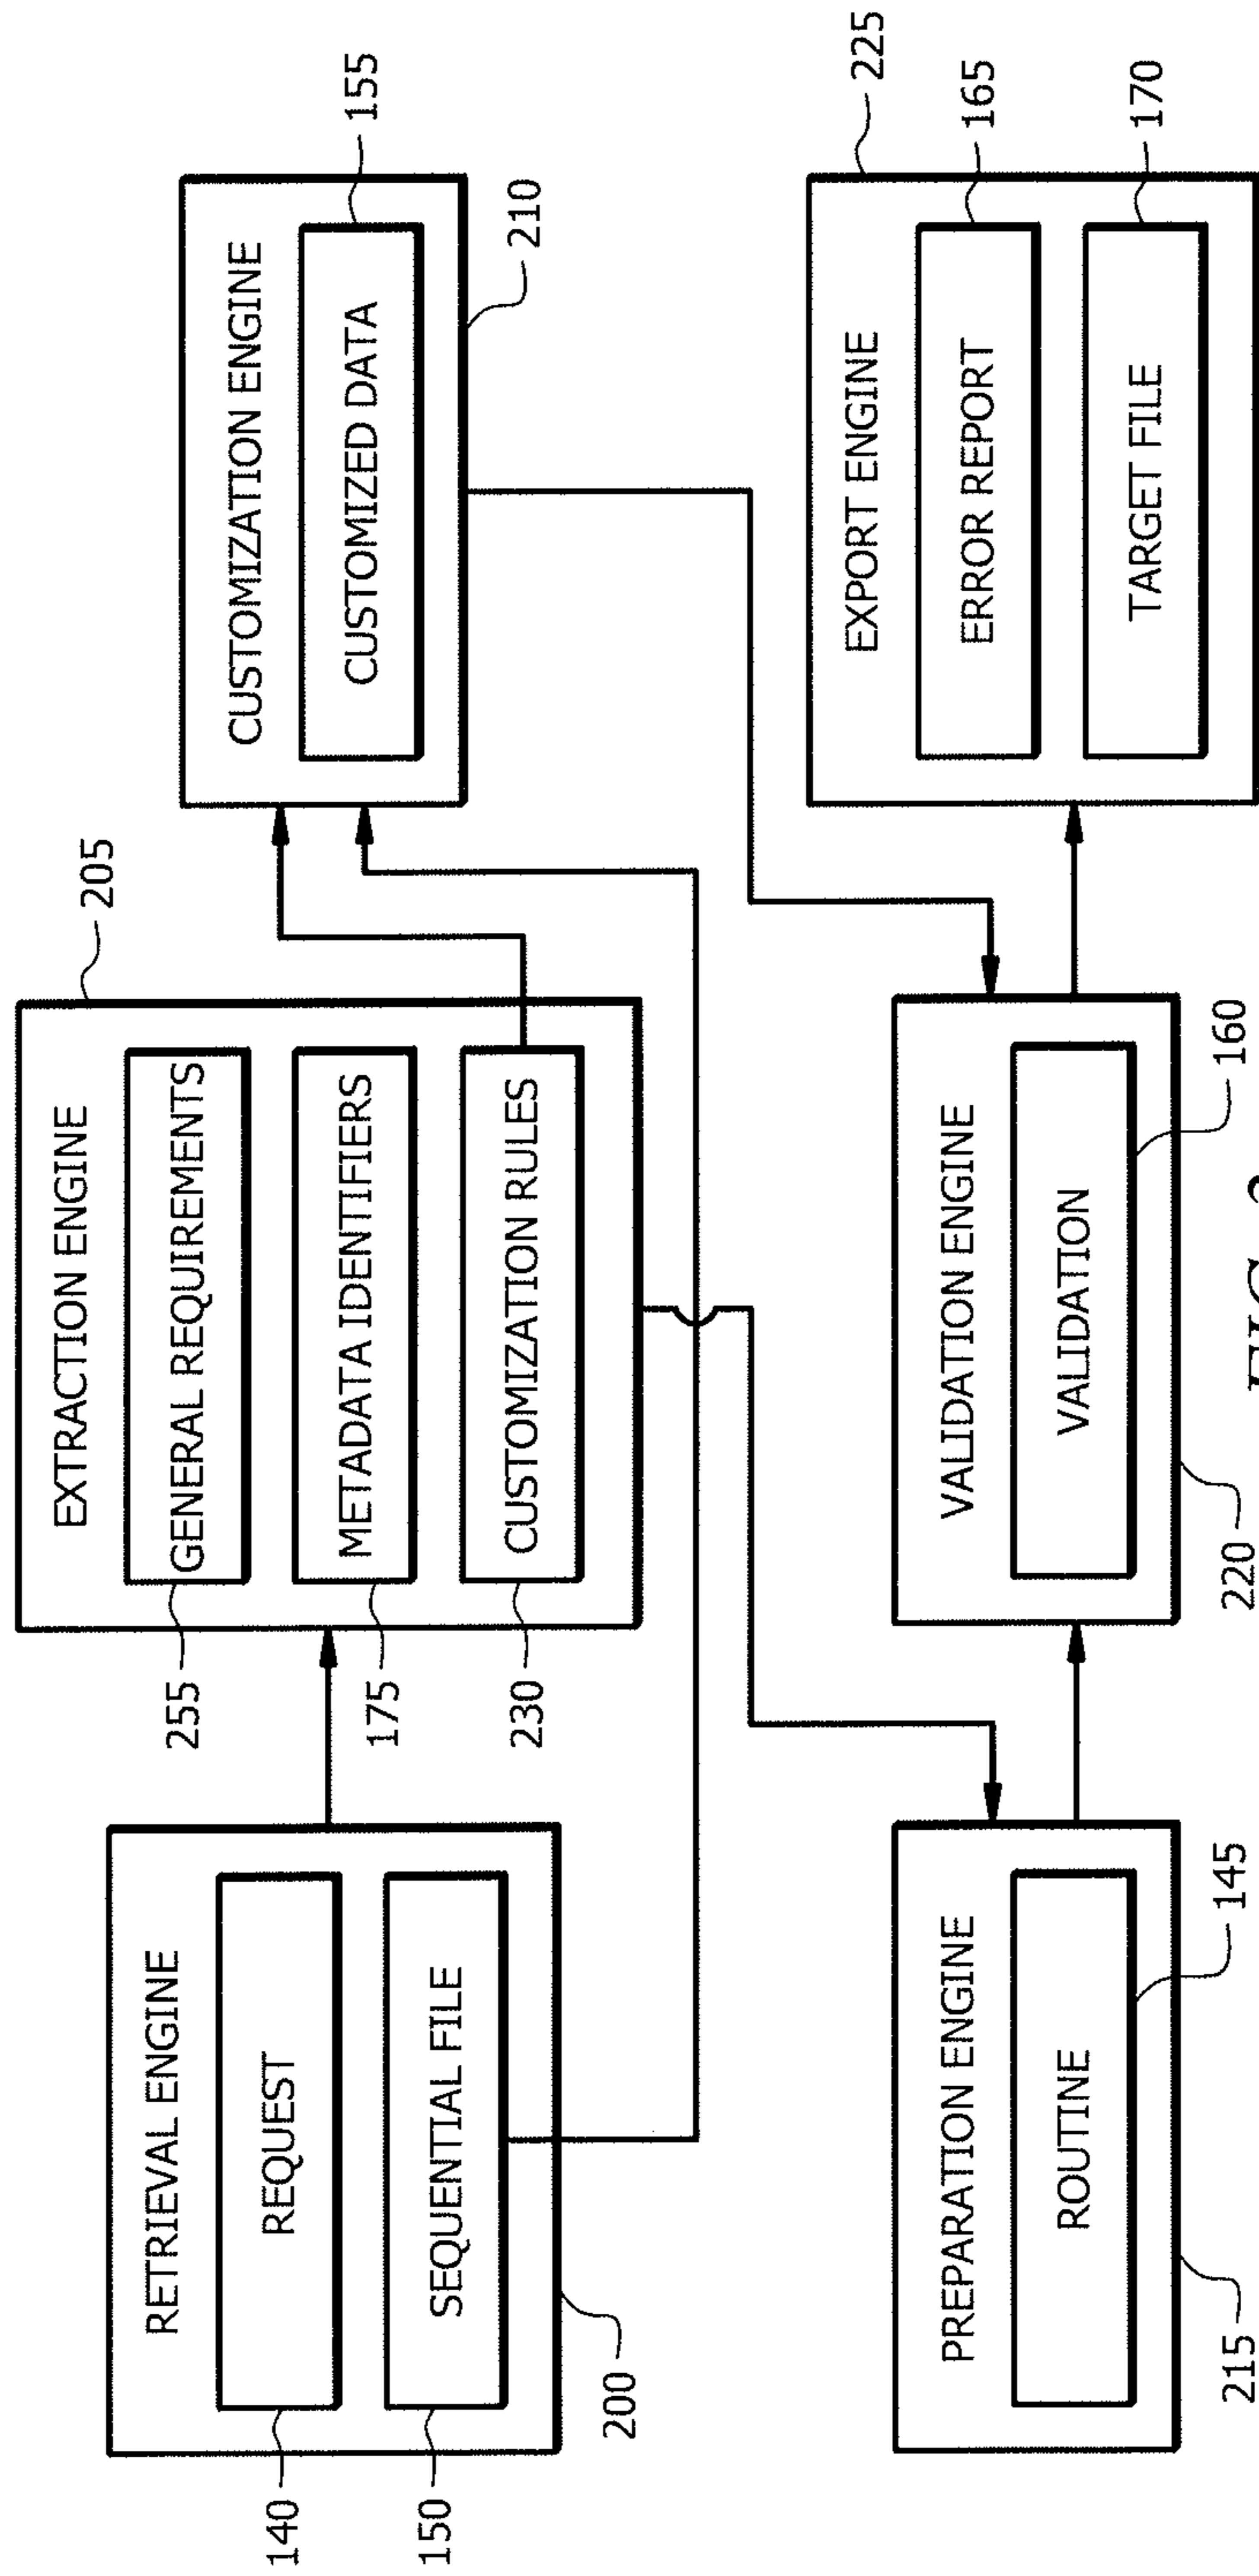 RETRIEVAL ENGINE
140
REQUEST
150
SEQUENTIAL FILE
200
EXTRACTION ENGINE
205
255
GENERAL REQUIREMENTS
175
METADATA IDENTIFIERS
230
CUSTOMIZATION RULES
CUSTOMIZATION ENGINE
CUSTOMIZED DATA
155
210
PREPARATION ENGINE
ROUTINE
145
215
VALIDATION ENGINE
VALIDATION
160
220
EXPORT ENGINE
225
ERROR REPORT
165
TARGET FILE
170